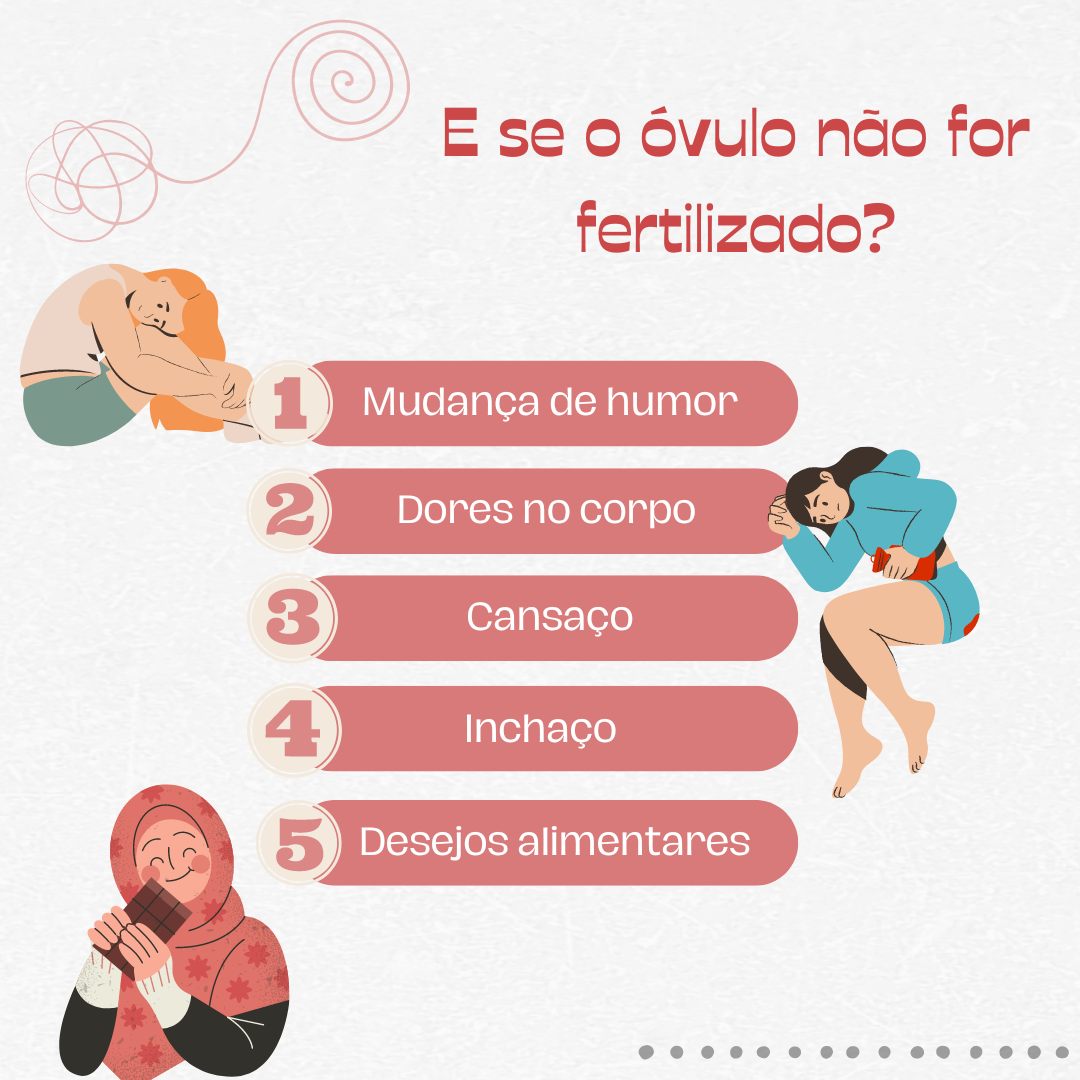 E se o óvulo não for
fertilizado?
1 Mudança de humor
2 Dores no corpo
3 Cansaço
4 Inchaço
5 Desejos alimentares